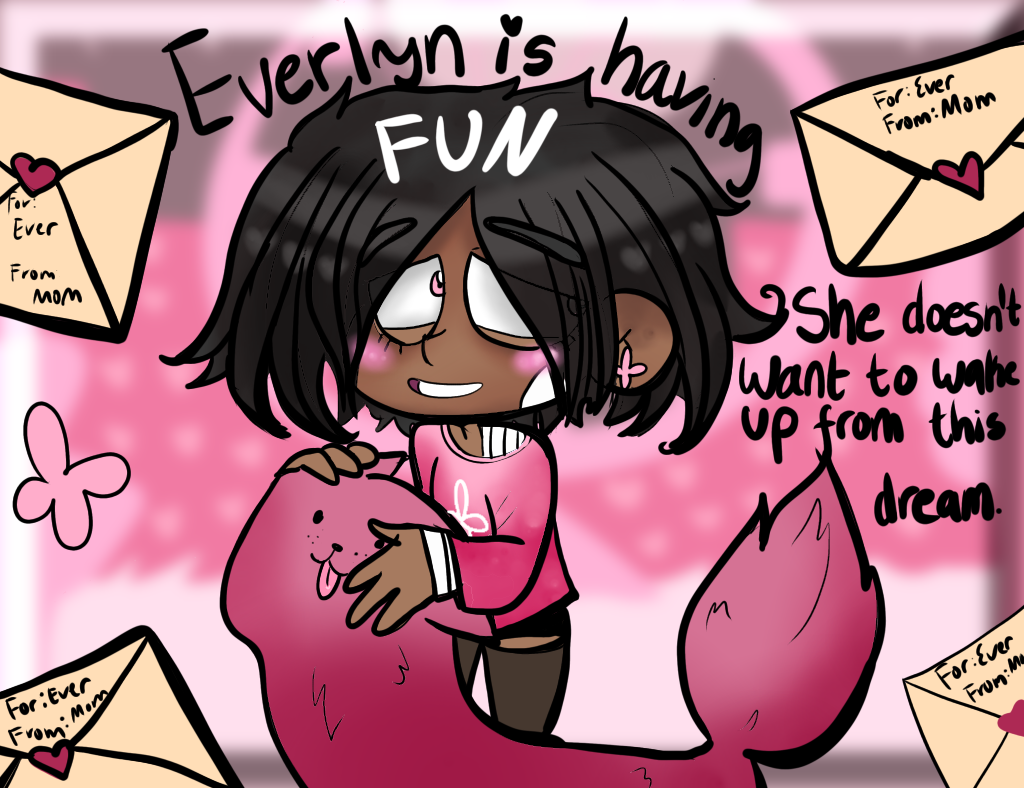 Everlyn is having
FUN
For: Ever
From: Mom
For:
Ever
From
MOM
She doesn't
want to wake
up from this
dream.
For: Ever
From: Mom
For: Ever
From: Mo